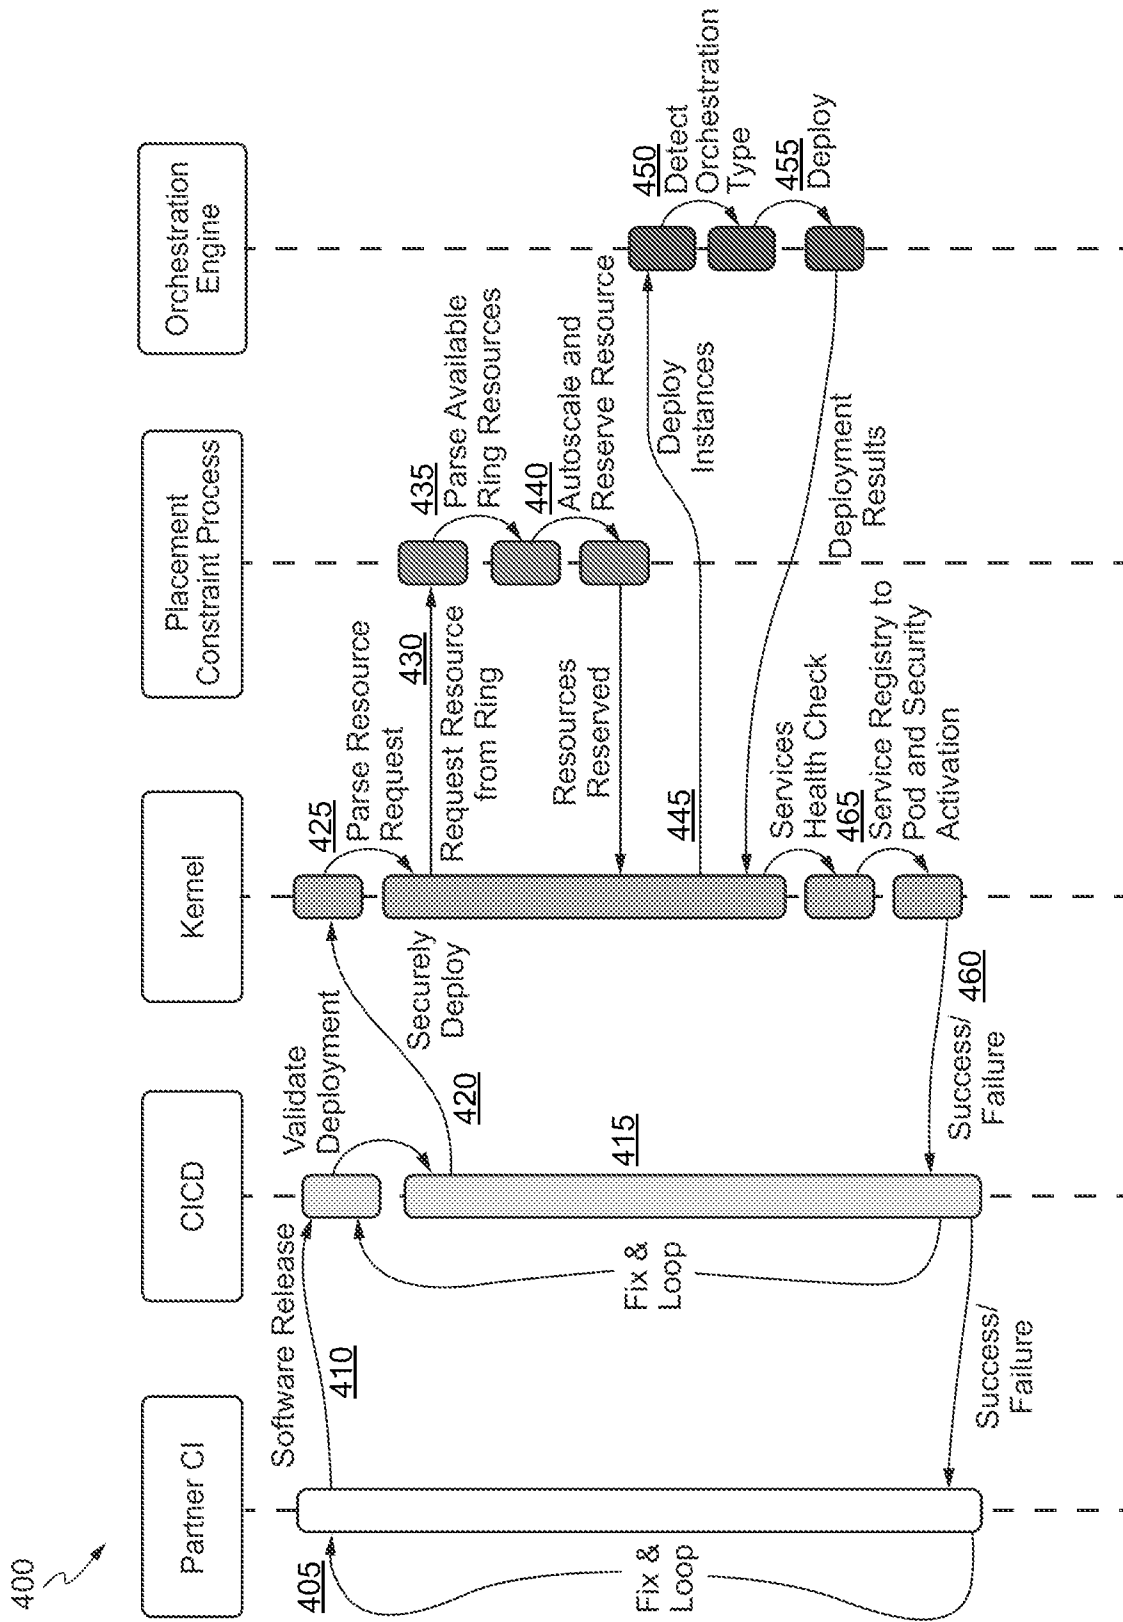 400
Partner CI
CICD
Kernel
Placement
Constraint Process
Orchestration
Engine
405
Fix &
Loop
Software Release
410
Validate
Deployment
415
Fix &
Loop
Success/
Failure
420
Securely
Deploy
425
Parse Resource
Request
430
Request Resource
from Ring
435
Parse Available
Ring Resources
440
Autoscale and
Reserve Resource
Resources
Reserved
445
Deploy
Instances
450
Detect
Orchestration
Type
455
Deploy
Deployment
Results
Services
Health Check
465
Service Registry to
Pod and Security
Activation
460
Success/
Failure